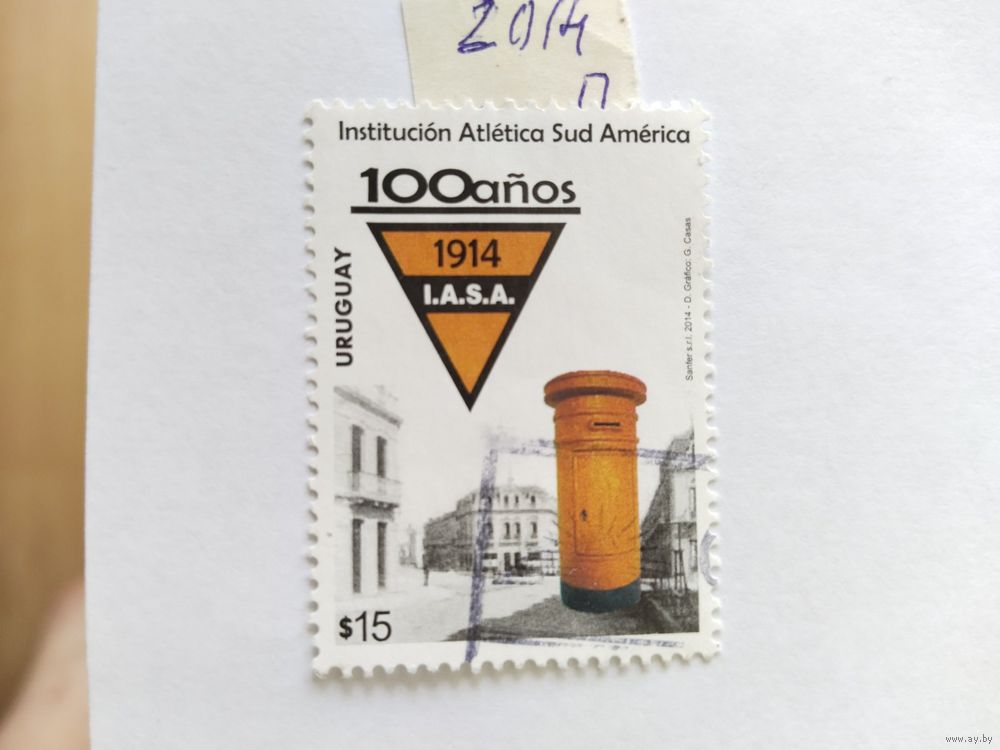 2014
П
Institución Atlética Sud América
100años
1914
I.A.S.A.
URUGUAY
Sanfer s.r.l. 2014 - D. Gráfico: G. Casas
$15
www.ay.by